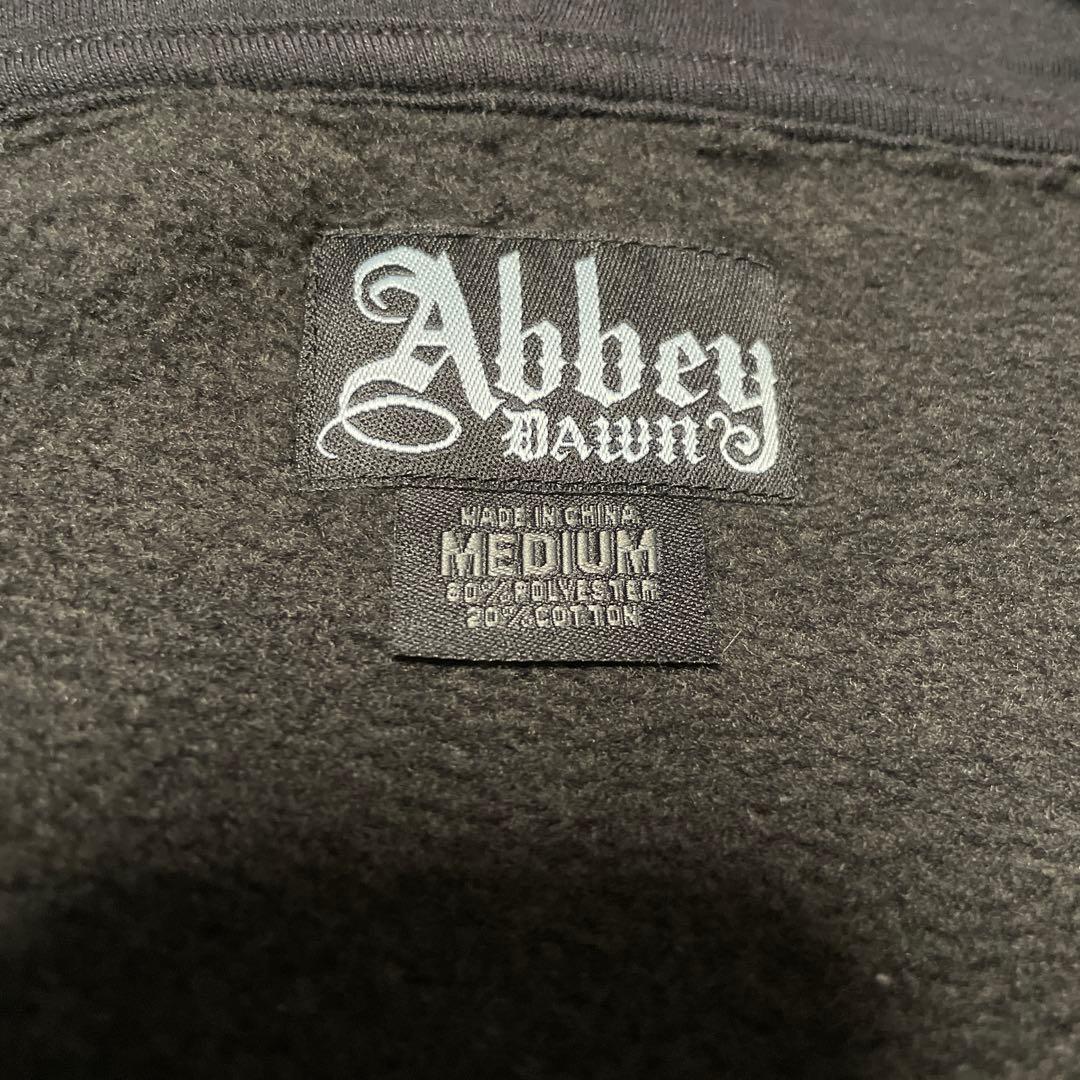 Abbey
DAWN
MADE IN CHINA
MEDIUM
80% POLYESTER
20% COTTON